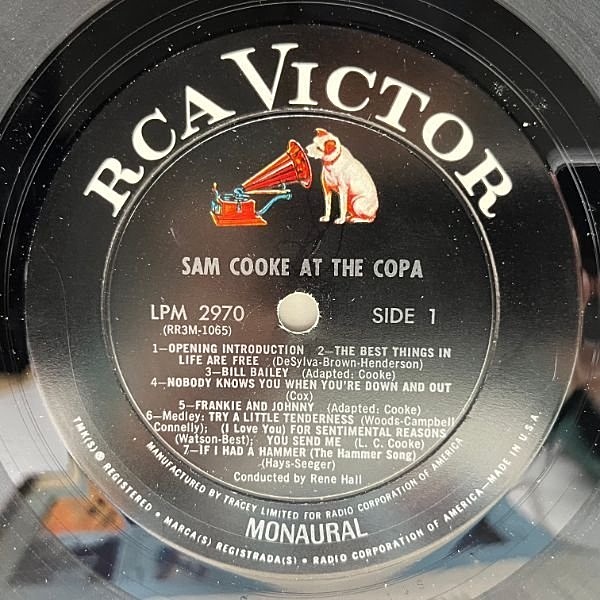 RCA VICTOR
SAM COOKE AT THE COPA
LPM 2970
(RR3M-1065)
SIDE 1
1—OPENING INTRODUCTION 2—THE BEST THINGS IN
LIFE ARE FREE (DeSylva-Brown-Henderson)
3—BILL BAILEY (Adapted: Cooke)
4—NOBODY KNOWS YOU WHEN YOU'RE DOWN AND OUT
(Cox)
5—FRANKIE AND JOHNNY (Adapted: Cooke)
6—Medley: TRY A LITTLE TENDERNESS (Woods-Campbell
Connelly); (I Love You) FOR SENTIMENTAL REASONS
(Watson-Best); YOU SEND ME (L. C. Cooke)
7—IF I HAD A HAMMER (The Hammer Song)
(Hays-Seeger)
Conducted by Rene Hall
MANUFACTURED BY TRACEY LIMITED FOR RADIO CORPORATION OF AMERICA
MONAURAL
TMK(S) ® REGISTERED • MARCA(S) REGISTRADA(S) • RADIO CORPORATION OF AMERICA—MADE IN U.S.A.